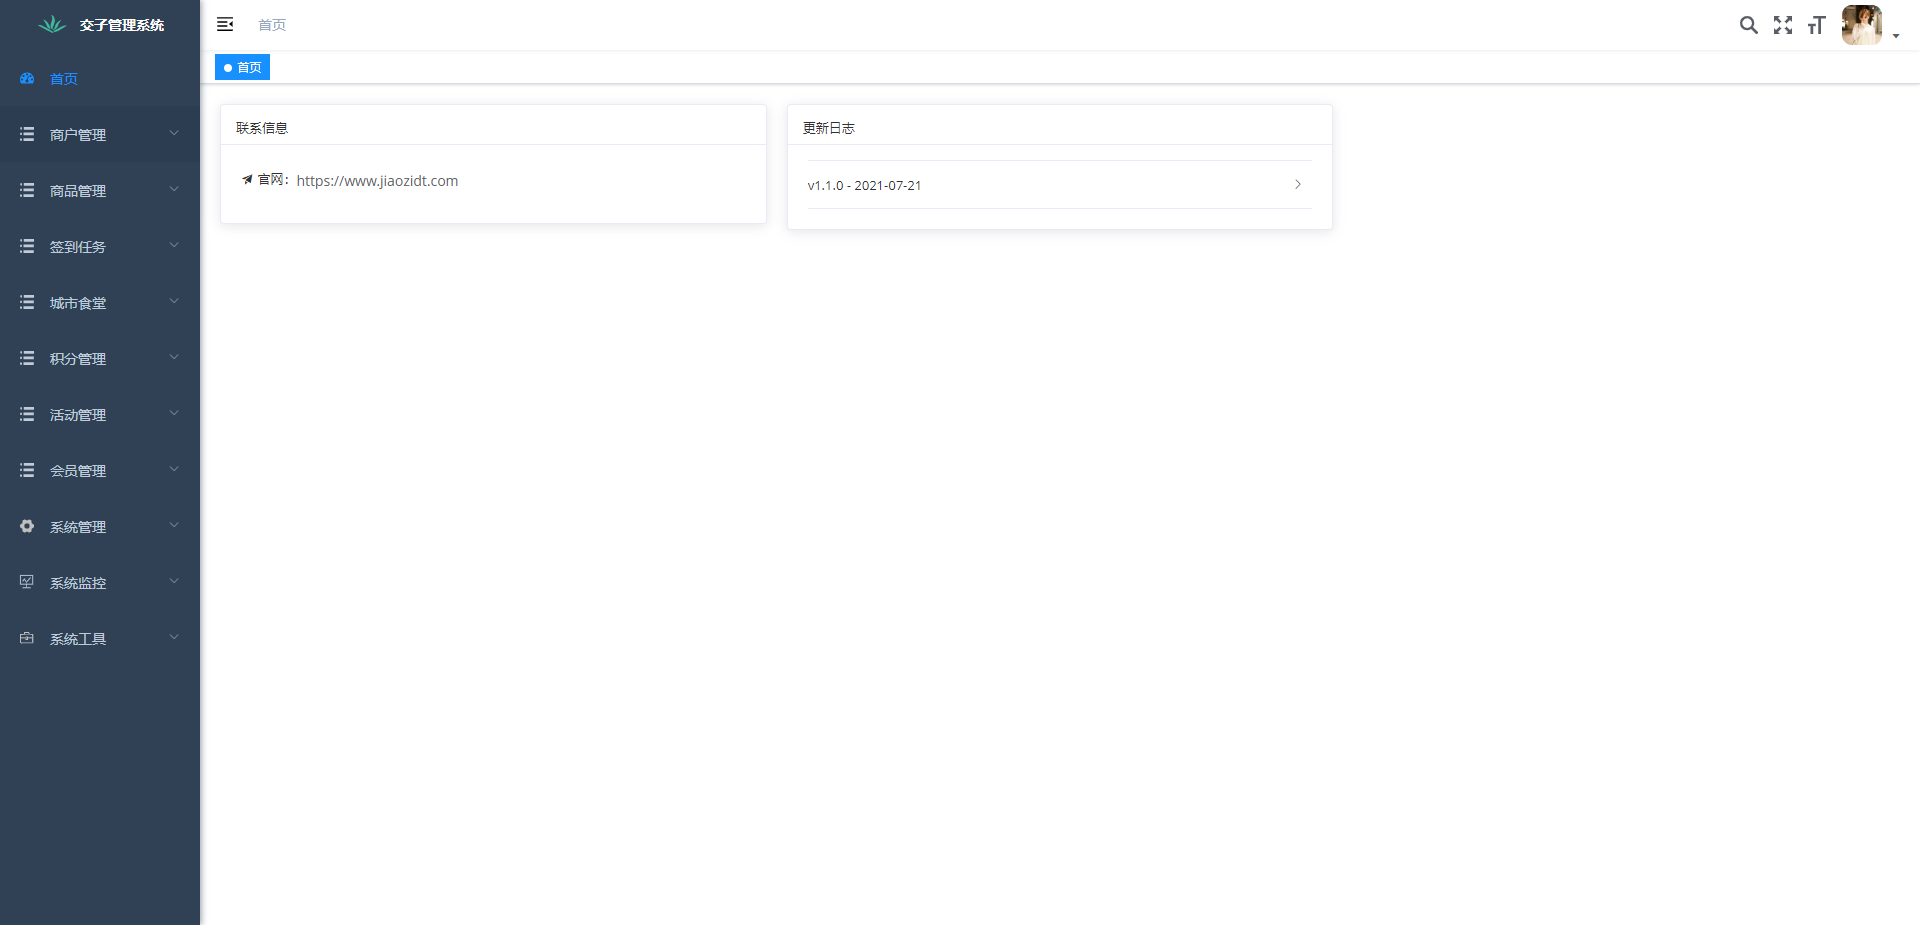 交子管理系统
首页
首页
商户管理
商品管理
签到任务
城市食堂
积分管理
活动管理
会员管理
系统管理
系统监控
系统工具
首页
联系信息
官网：https://www.jiaozidt.com
更新日志
v1.1.0 - 2021-07-21